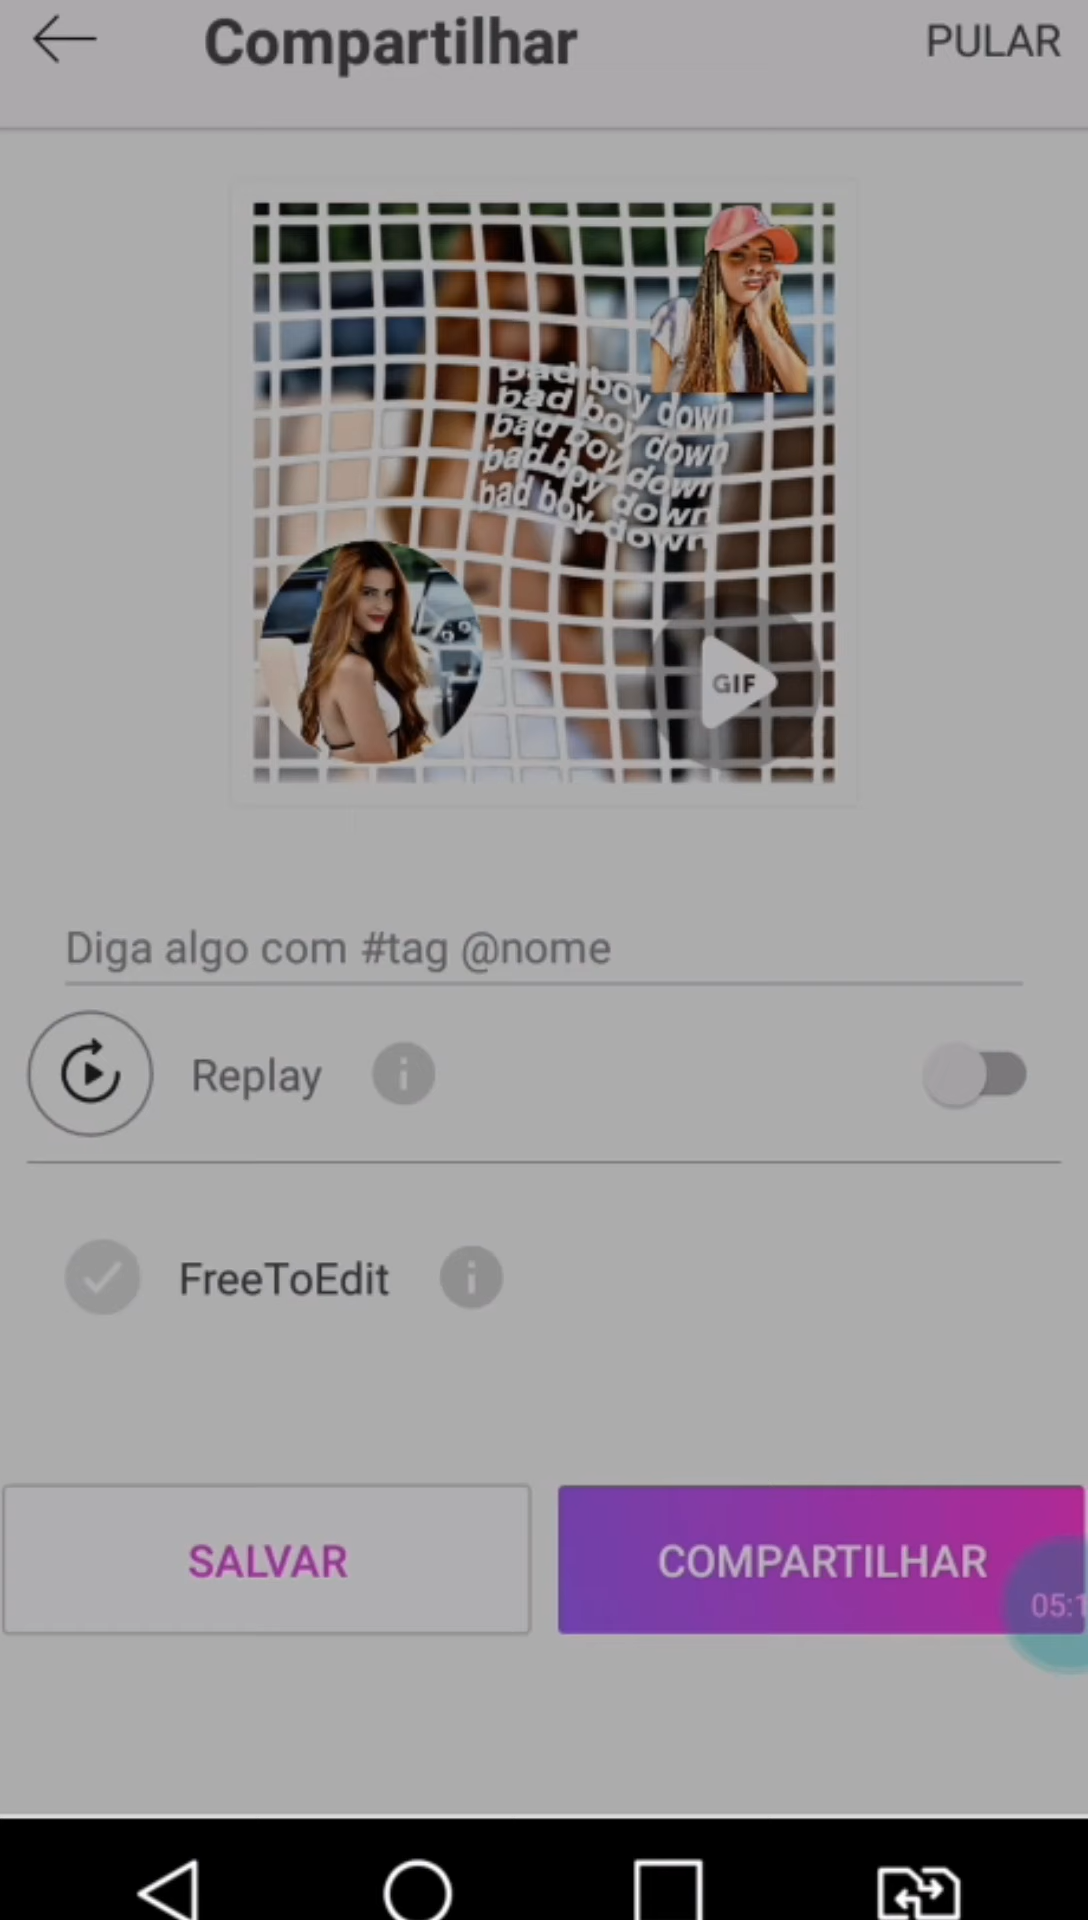 Compartilhar
PULAR
bad boy down
bad boy down
bad boy down
bad boy down
bad boy down
GIF
Diga algo com #tag @nome
Replay
FreeToEdit
SALVAR
COMPARTILHAR